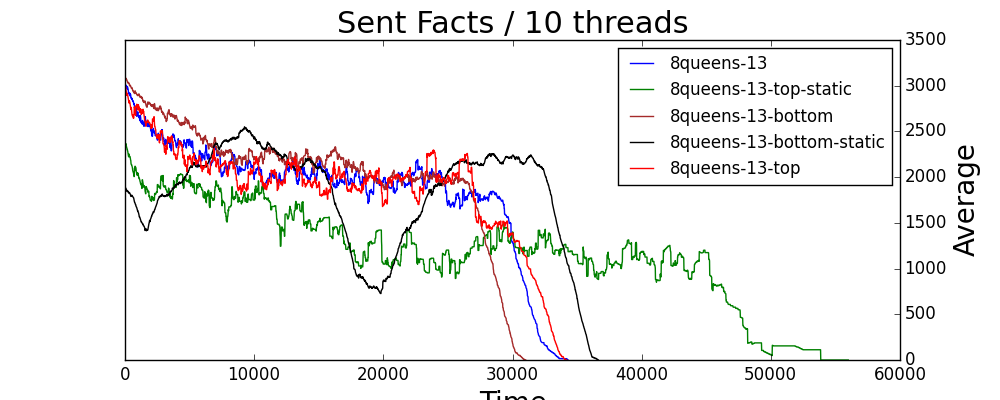 Sent Facts / 10 threads
3500
3000
2500
2000
1500
1000
500
0
Average
8queens-13
8queens-13-top-static
8queens-13-bottom
8queens-13-bottom-static
8queens-13-top
0 10000 20000 30000 40000 50000 60000
Time